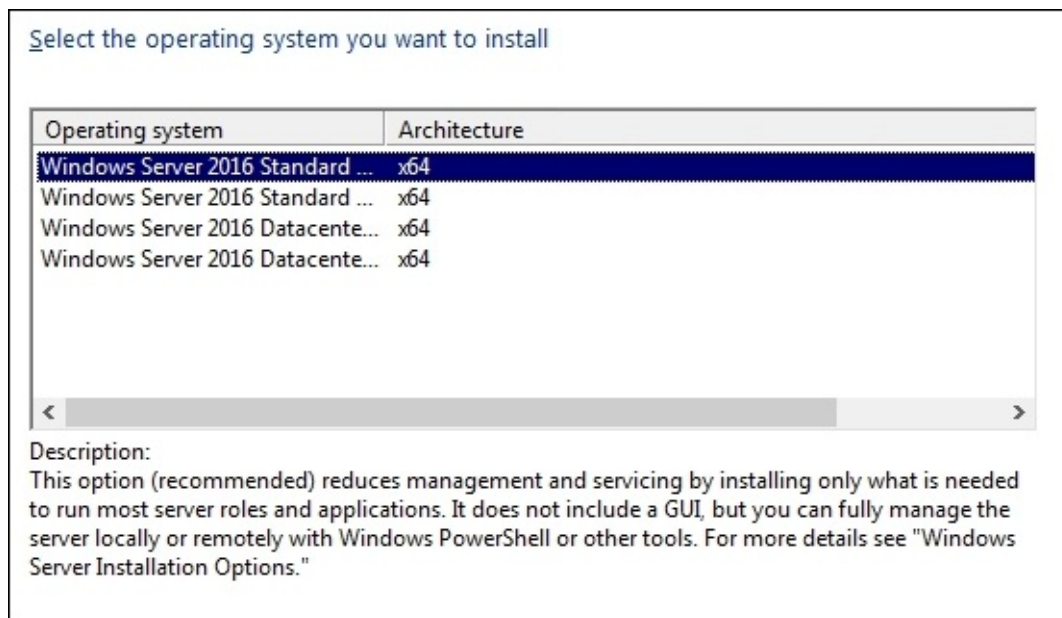 Select the operating system you want to install
Operating system Architecture
Windows Server 2016 Standard ... x64
Windows Server 2016 Standard ... x64
Windows Server 2016 Datacente... x64
Windows Server 2016 Datacente... x64
Description:
This option (recommended) reduces management and servicing by installing only what is needed
to run most server roles and applications. It does not include a GUI, but you can fully manage the
server locally or remotely with Windows PowerShell or other tools. For more details see "Windows
Server Installation Options."